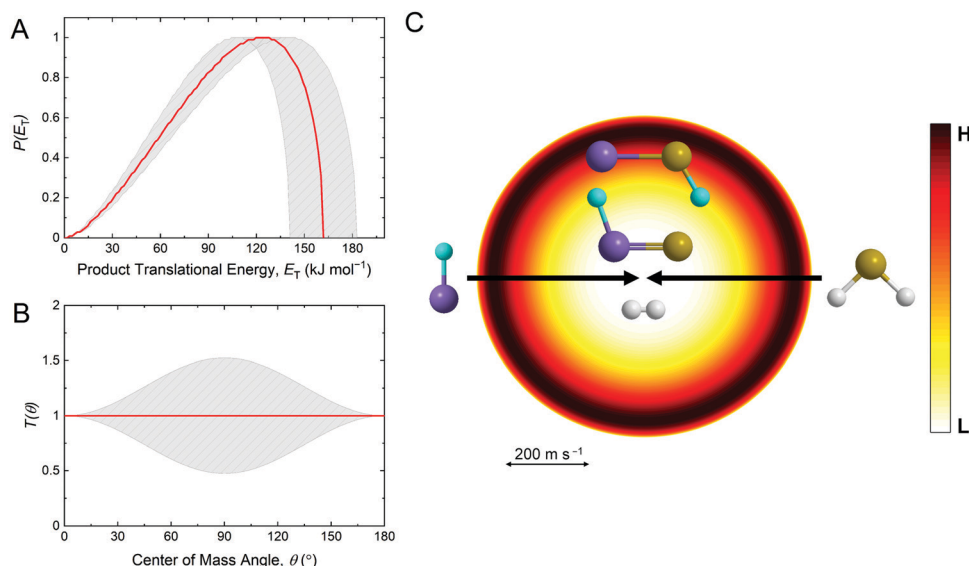 A
P(E_T)
1
0.8
0.6
0.4
0.2
0
0 30 60 90 120 150 180
Product Translational Energy, E_T (kJ mol⁻¹)
B
T(θ)
2
1.5
1
0.5
0
0 30 60 90 120 150 180
Center of Mass Angle, θ (°)
C
200 m s⁻¹
H
L